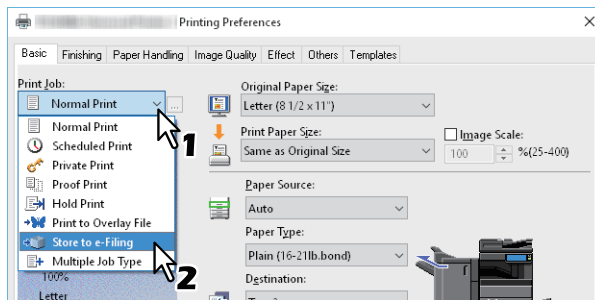 Printing Preferences
Basic Finishing Paper Handling Image Quality Effect Others Templates
Print Job:
Normal Print
...
Normal Print
Scheduled Print
Private Print
Proof Print
Hold Print
Print to Overlay File
Store to e-Filing
Multiple Job Type
100%
Letter
1
2
Original Paper Size:
Letter (8 1/2 x 11")
Print Paper Size:
Same as Original Size
Image Scale:
100 %(25-400)
Paper Source:
Auto
Paper Type:
Plain (16-21lb.bond)
Destination: